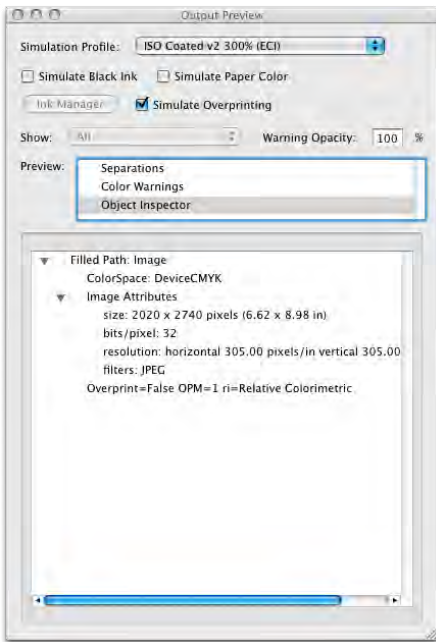 Output Preview
Simulation Profile: ISO Coated v2 300% (ECI)
Simulate Black Ink Simulate Paper Color
Ink Manager Simulate Overprinting
Show: All Warning Opacity: 100 %
Preview: Separations
Color Warnings
Object Inspector
Filled Path: Image
ColorSpace: DeviceCMYK
Image Attributes
size: 2020 x 2740 pixels (6.62 x 8.98 in)
bits/pixel: 32
resolution: horizontal 305.00 pixels/in vertical 305.00
filters: JPEG
Overprint=False OPM=1 ri=Relative Colorimetric